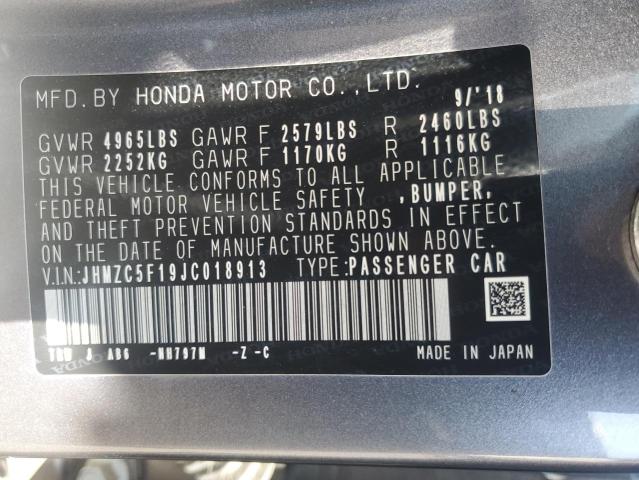 MFD. BY HONDA MOTOR CO.,LTD. 9/'18
GVWR 4965LBS GAWR F 2579LBS R 2460LBS
GVWR 2252KG GAWR F 1170KG R 1116KG
THIS VEHICLE CONFORMS TO ALL APPLICABLE
FEDERAL MOTOR VEHICLE SAFETY ,BUMPER,
AND THEFT PREVENTION STANDARDS IN EFFECT
ON THE DATE OF MANUFACTURE SHOWN ABOVE.
V.I.N.:JHMZC5F19JC018913 TYPE:PASSENGER CAR
J AB6 -NH797M -Z -C MADE IN JAPAN